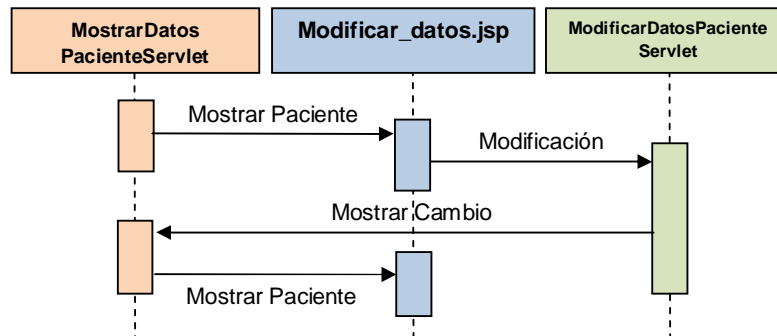 MostrarDatos
PacienteServlet
Modificar_datos.jsp
ModificarDatosPaciente
Servlet
Mostrar Paciente
Modificación
Mostrar Cambio
Mostrar Paciente